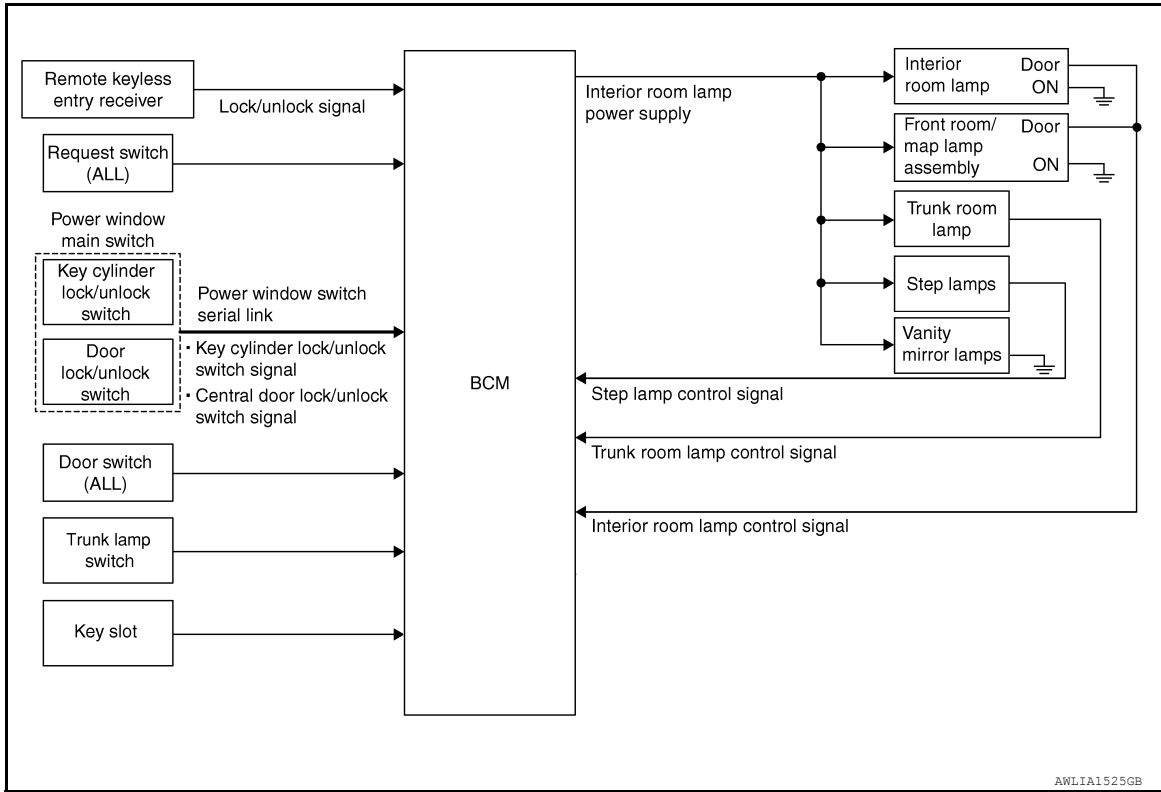 Remote keyless
entry receiver
Lock/unlock signal
Request switch
(ALL)
Power window
main switch
Key cylinder
lock/unlock
switch
Door
lock/unlock
switch
Power window switch
serial link
· Key cylinder lock/unlock
switch signal
· Central door lock/unlock
switch signal
Door switch
(ALL)
Trunk lamp
switch
Key slot
BCM
Interior room lamp
power supply
Interior
room lamp
Door
ON
Front room/
map lamp
assembly
Door
ON
Trunk room
lamp
Step lamps
Vanity
mirror lamps
Step lamp control signal
Trunk room lamp control signal
Interior room lamp control signal
AWLIA1525GB